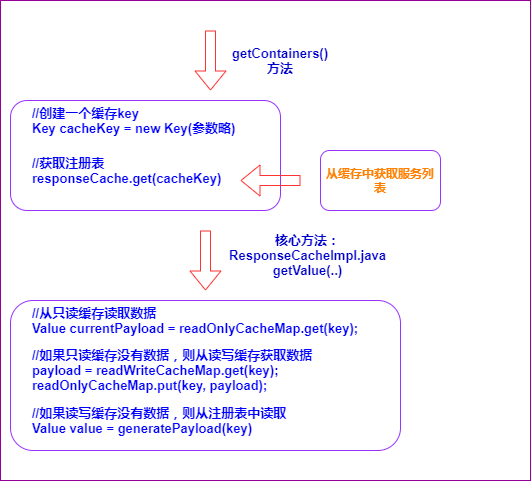 getContainers()
方法
//创建一个缓存key
Key cacheKey = new Key(参数略)
//获取注册表
responseCache.get(cacheKey)
从缓存中获取服务列
表
核心方法：
ResponseCacheImpl.java
getValue(..)
//从只读缓存读取数据
Value currentPayload = readOnlyCacheMap.get(key);
//如果只读缓存没有数据，则从读写缓存获取数据
payload = readWriteCacheMap.get(key);
readOnlyCacheMap.put(key, payload);
//如果读写缓存没有数据，则从注册表中读取
Value value = generatePayload(key)